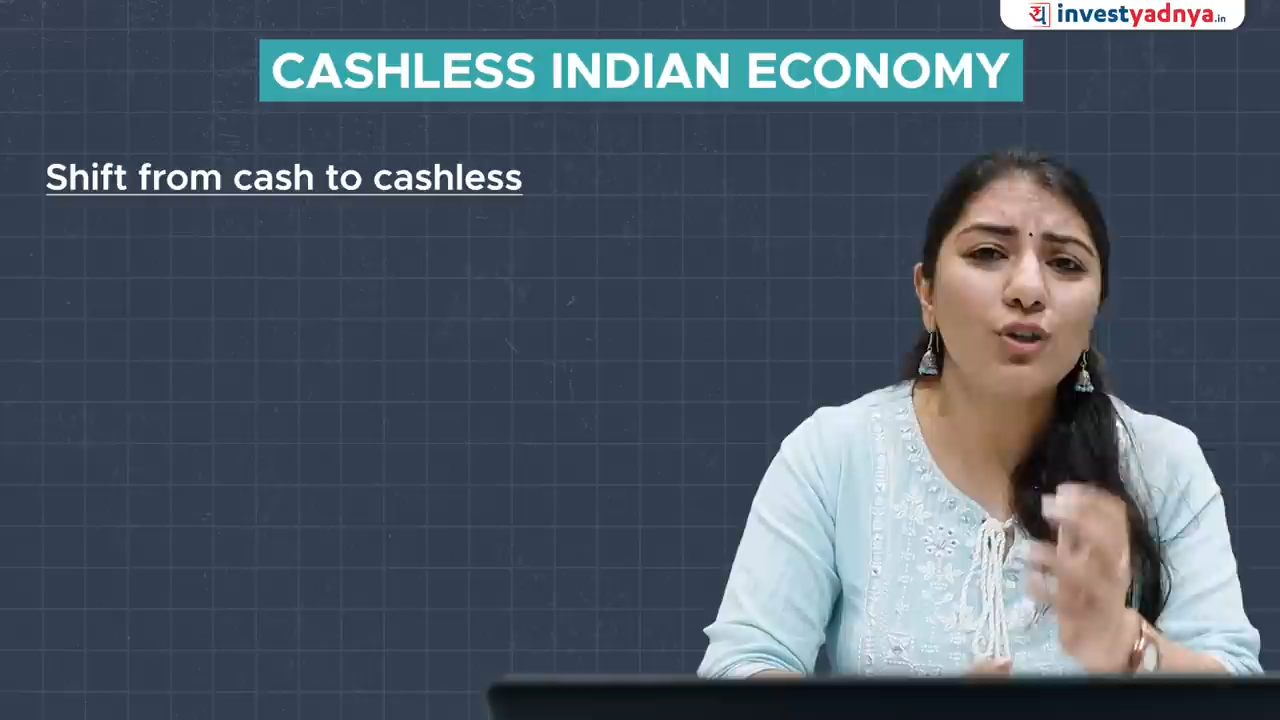 यु investyadnya.in
CASHLESS INDIAN ECONOMY
Shift from cash to cashless